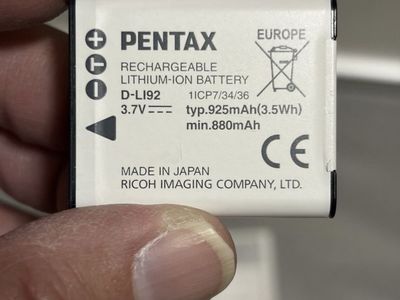 PENTAX
EUROPE
RECHARGEABLE
LITHIUM-ION BATTERY
D-LI92 1ICP7/34/36
3.7V⎓ typ.925mAh(3.5Wh)
min.880mAh
CE
MADE IN JAPAN
RICOH IMAGING COMPANY, LTD.
+
T
-